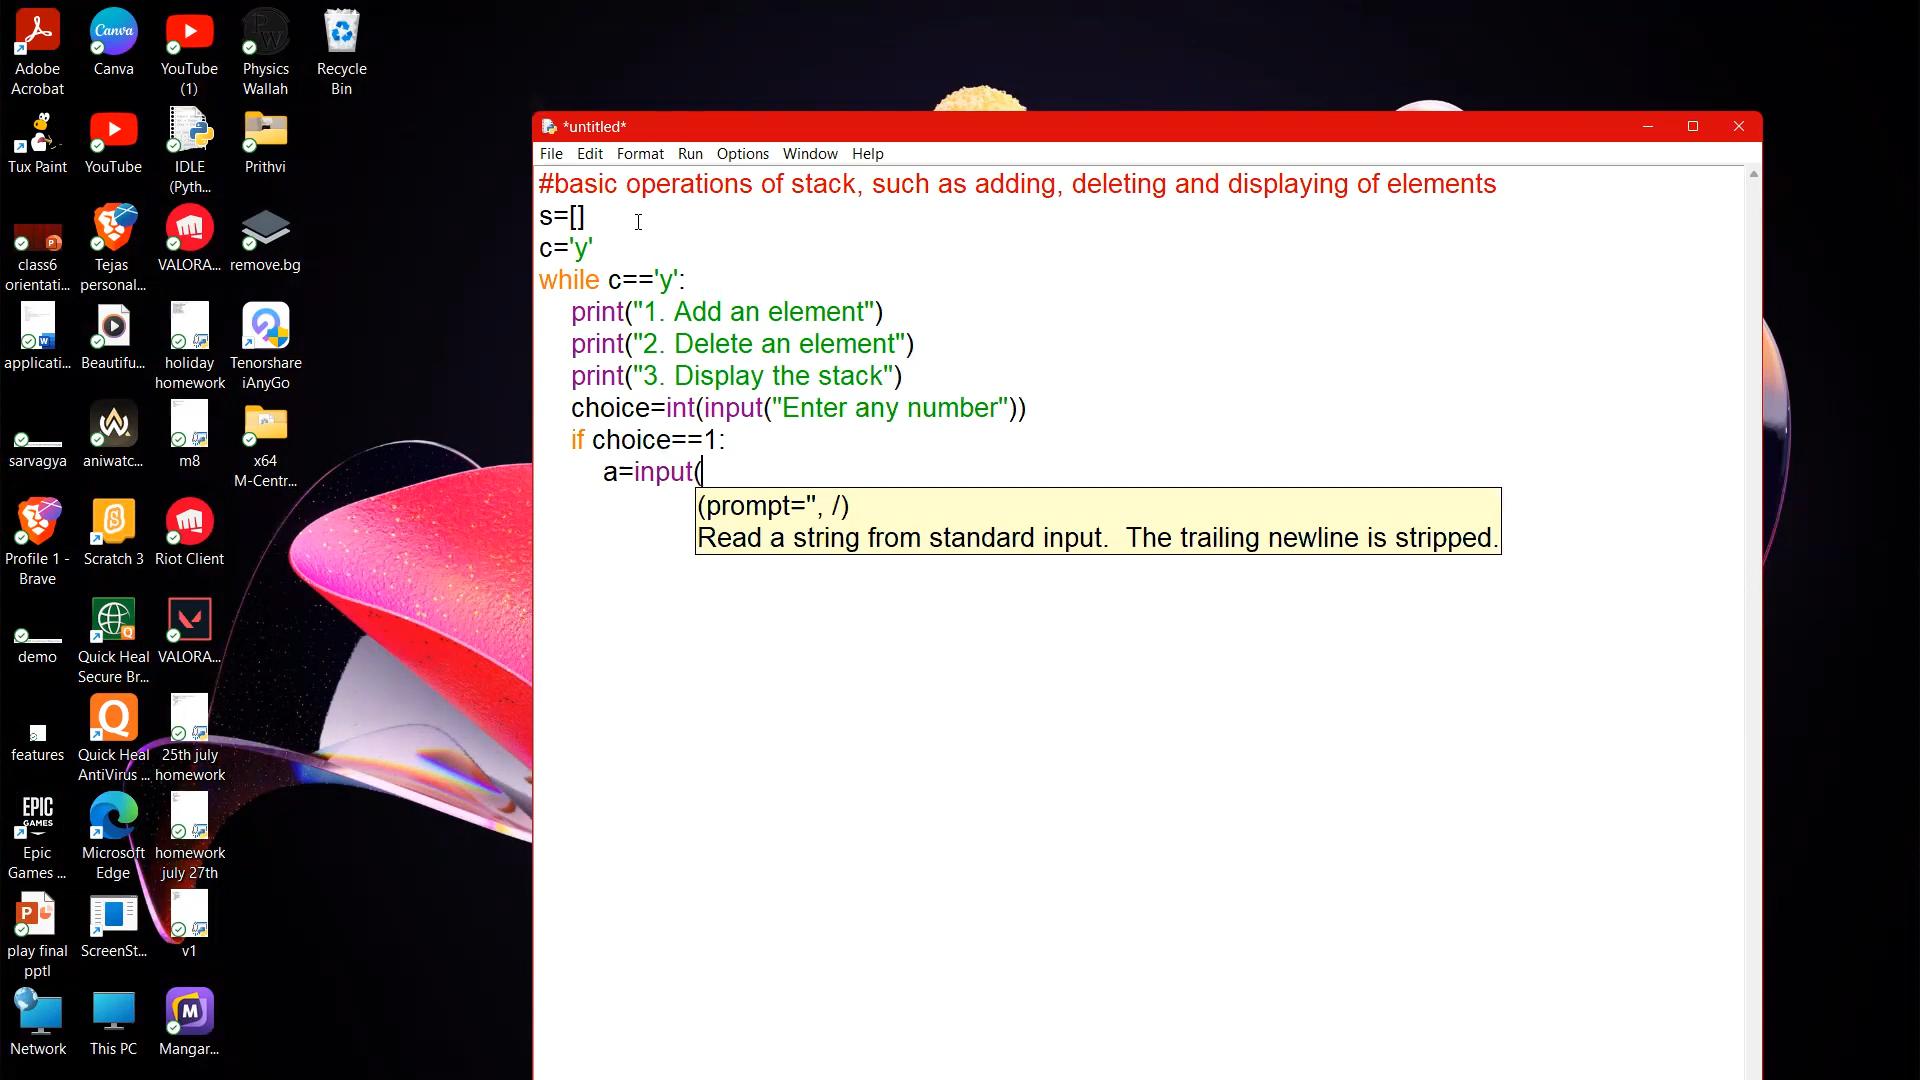 Adobe
Acrobat
Canva
Canva
YouTube
(1)
PW
Physics
Wallah
Recycle
Bin
Tux Paint
YouTube
IDLE
(Pyth...
Prithvi
class6
orientati...
Tejas
personal...
VALORA...
remove.bg
applicati...
Beautifu...
holiday
homework
Tenorshare
iAnyGo
sarvagya
aniwatc...
m8
x64
M-Centr...
Profile 1 -
Brave
Scratch 3
Riot Client
demo
Quick Heal
Secure Br...
VALORA...
features
Quick Heal
AntiVirus ...
25th july
homework
EPIC
GAMES
Epic
Games ...
Microsoft
Edge
homework
july 27th
play final
pptl
ScreenSt...
v1
Network
This PC
M
Mangar...
*untitled*
File Edit Format Run Options Window Help
#basic operations of stack, such as adding, deleting and displaying of elements
s=[]
c='y'
while c=='y':
print("1. Add an element")
print("2. Delete an element")
print("3. Display the stack")
choice=int(input("Enter any number"))
if choice==1:
a=input(
(prompt='', /)
Read a string from standard input.  The trailing newline is stripped.